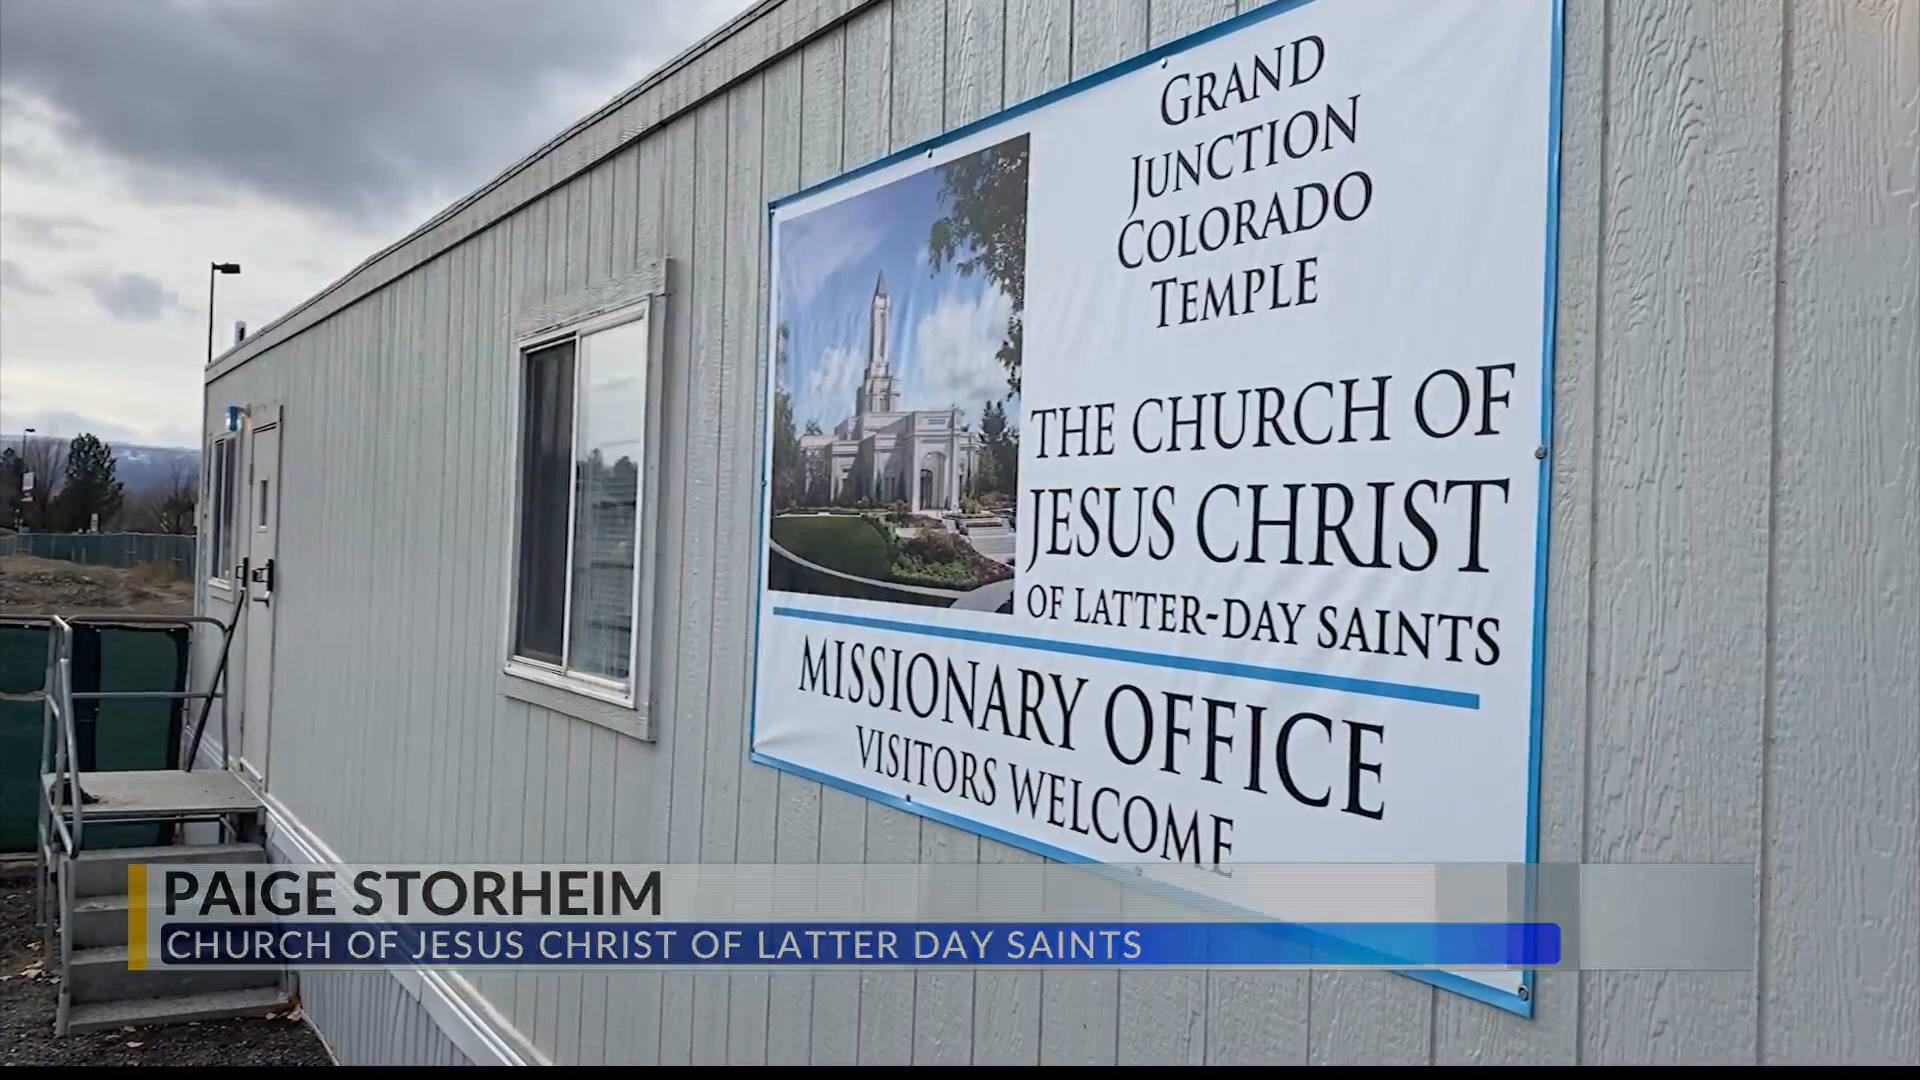 GRAND
JUNCTION
COLORADO
TEMPLE
THE CHURCH OF
JESUS CHRIST
OF LATTER-DAY SAINTS
MISSIONARY OFFICE
VISITORS WELCOME
PAIGE STORHEIM
CHURCH OF JESUS CHRIST OF LATTER DAY SAINTS